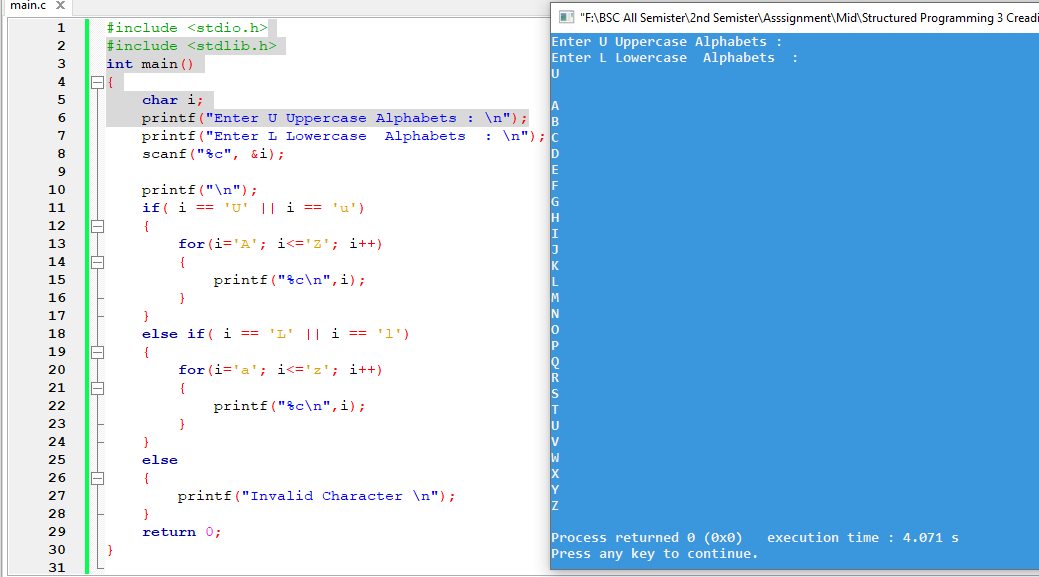 main.c X
1 #include <stdio.h>
2 #include <stdlib.h>
3 int main()
4 {
5 char i;
6 printf("Enter U Uppercase Alphabets : \n");
7 printf("Enter L Lowercase  Alphabets  : \n");
8 scanf("%c", &i);
9
10 printf("\n");
11 if( i == 'U' || i == 'u')
12 {
13 for(i='A'; i<='Z'; i++)
14 {
15 printf("%c\n",i);
16 }
17 }
18 else if( i == 'L' || i == 'l')
19 {
20 for(i='a'; i<='z'; i++)
21 {
22 printf("%c\n",i);
23 }
24 }
25 else
26 {
27 printf("Invalid Character \n");
28 }
29 return 0;
30 }
31
"F:\BSC All Semister\2nd Semister\Asssignment\Mid\Structured Programming 3 Creadi
Enter U Uppercase Alphabets :
Enter L Lowercase  Alphabets  :
U
A
B
C
D
E
F
G
H
I
J
K
L
M
N
O
P
Q
R
S
T
U
V
W
X
Y
Z
Process returned 0 (0x0)   execution time : 4.071 s
Press any key to continue.